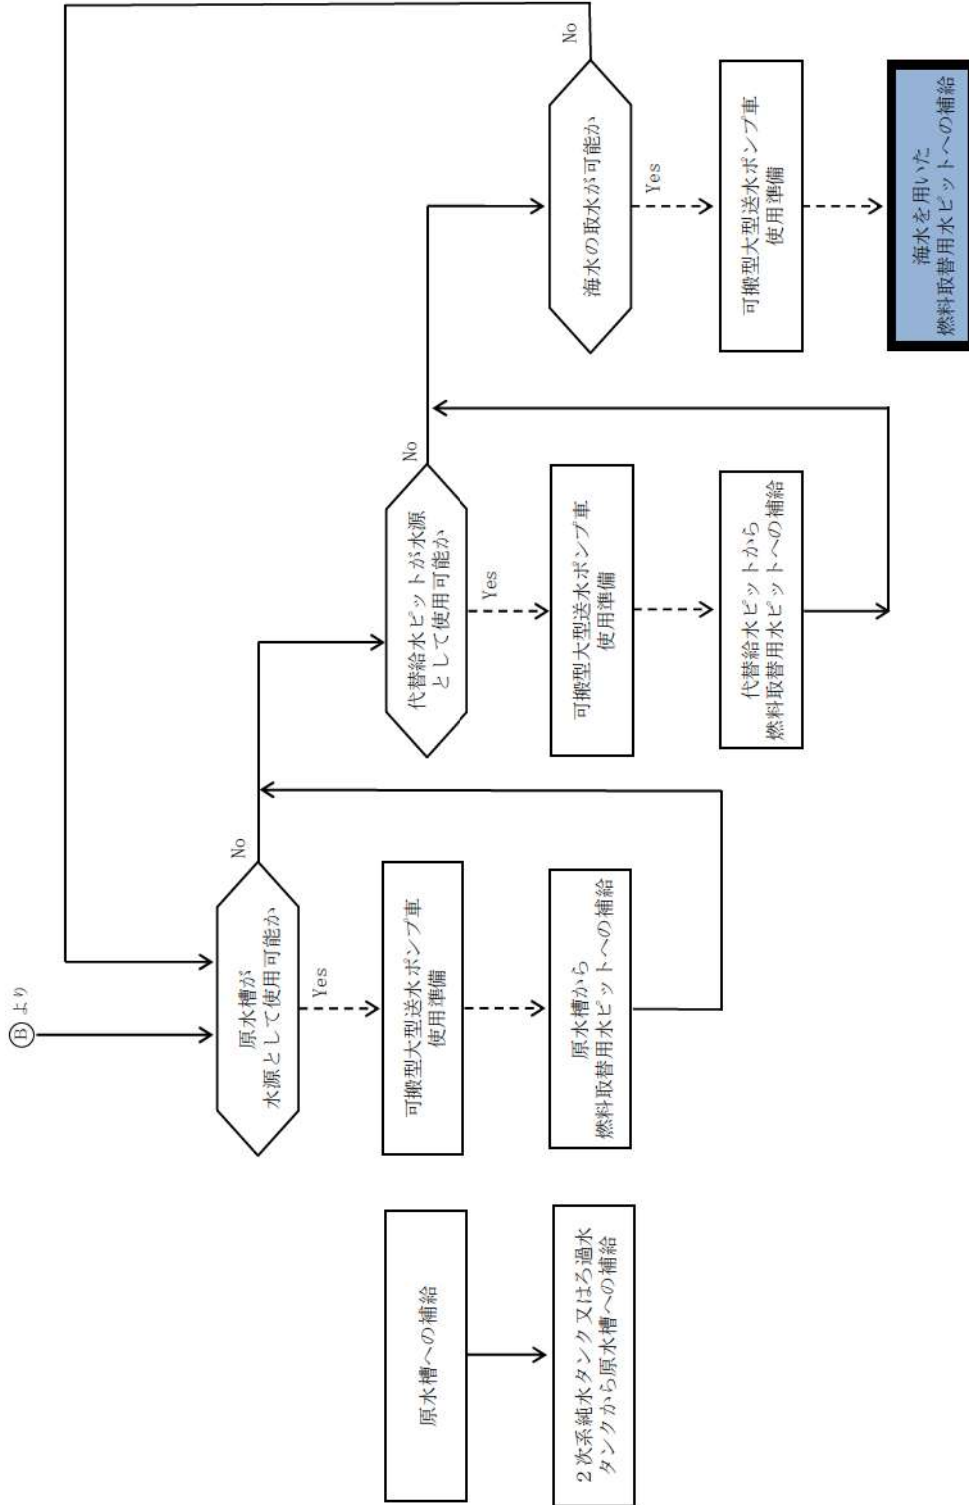 Ⓑより
原水槽が
水源として使用可能か
No
Yes
可搬型大型送水ポンプ車
使用準備
原水槽から
燃料取替用水ピットへの補給
原水槽への補給
2次系純水タンク又はろ過水
タンクから原水槽への補給
代替給水ピットが水源
として使用可能か
No
Yes
可搬型大型送水ポンプ車
使用準備
代替給水ピットから
燃料取替用水ピットへの補給
海水の取水が可能か
No
Yes
可搬型大型送水ポンプ車
使用準備
海水を用いた
燃料取替用水ピットへの補給